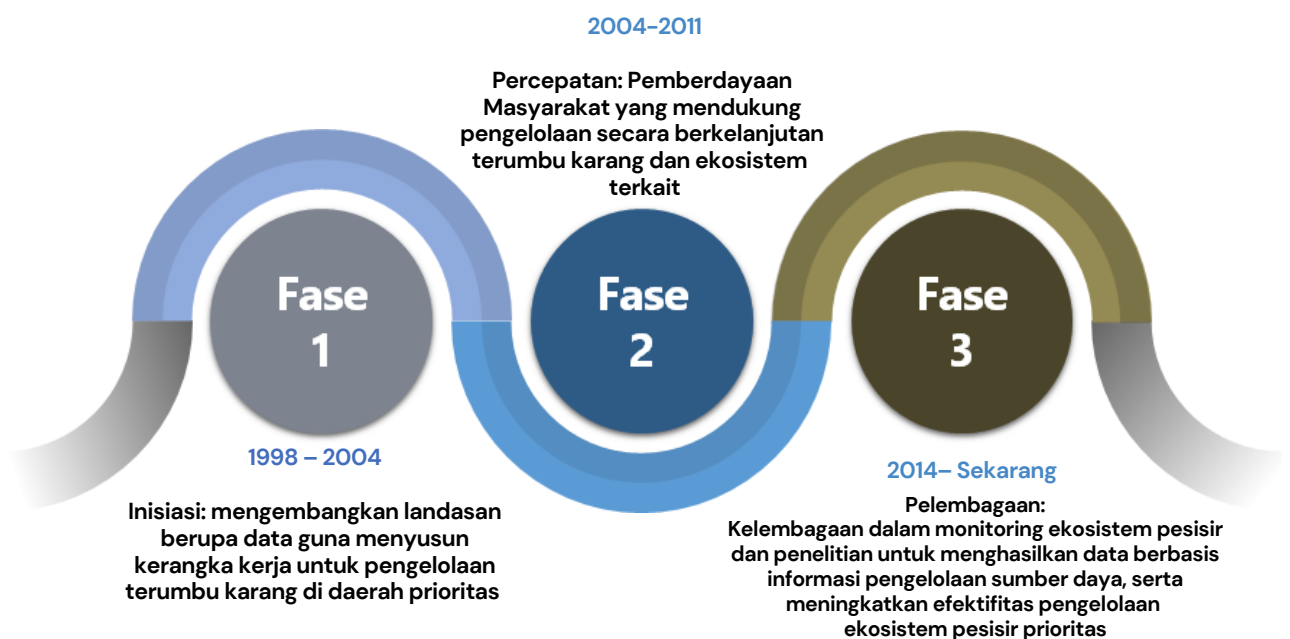 2004-2011
Percepatan: Pemberdayaan
Masyarakat yang mendukung
pengelolaan secara berkelanjutan
terumbu karang dan ekosistem
terkait
Fase
1
Fase
2
Fase
3
1998 – 2004
Inisiasi: mengembangkan landasan
berupa data guna menyusun
kerangka kerja untuk pengelolaan
terumbu karang di daerah prioritas
2014– Sekarang
Pelembagaan:
Kelembagaan dalam monitoring ekosistem pesisir
dan penelitian untuk menghasilkan data berbasis
informasi pengelolaan sumber daya, serta
meningkatkan efektifitas pengelolaan
ekosistem pesisir prioritas